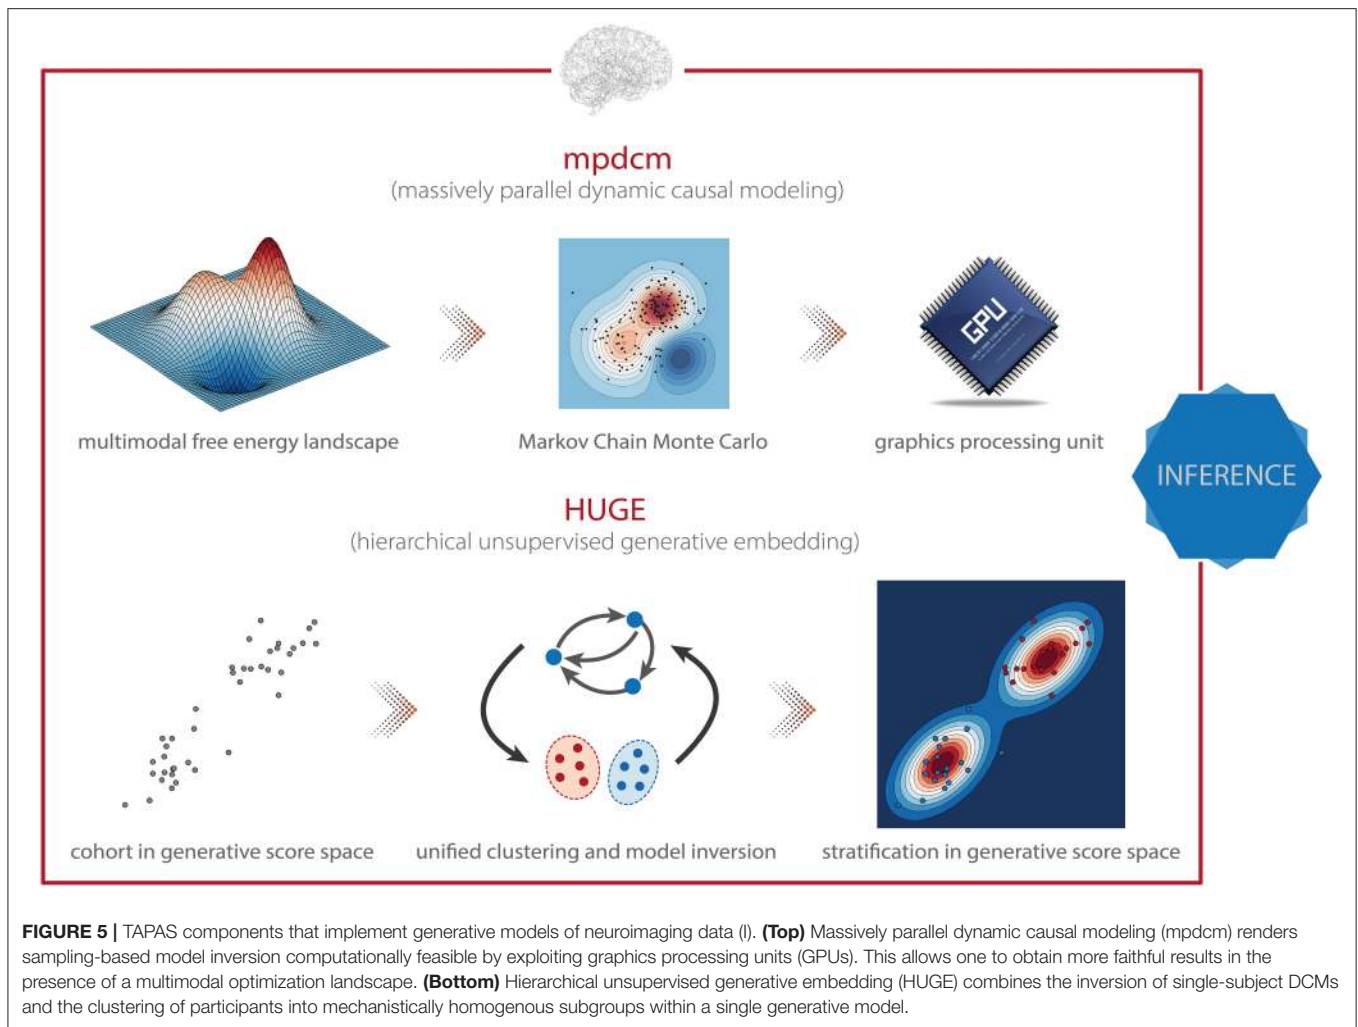 mpdcm
(massively parallel dynamic causal modeling)
GPU
multimodal free energy landscape
Markov Chain Monte Carlo
graphics processing unit
INFERENCE
HUGE
(hierarchical unsupervised generative embedding)
cohort in generative score space
unified clustering and model inversion
stratification in generative score space
FIGURE 5 | TAPAS components that implement generative models of neuroimaging data (I). (Top) Massively parallel dynamic causal modeling (mpdcm) renders
sampling-based model inversion computationally feasible by exploiting graphics processing units (GPUs). This allows one to obtain more faithful results in the
presence of a multimodal optimization landscape. (Bottom) Hierarchical unsupervised generative embedding (HUGE) combines the inversion of single-subject DCMs
and the clustering of participants into mechanistically homogenous subgroups within a single generative model.